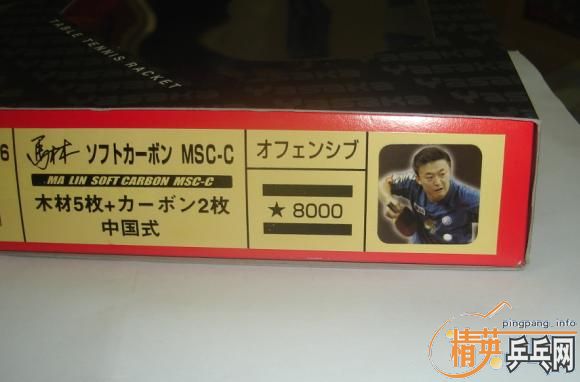 TABLE TENNIS RACKET
6
馬林 ソフトカーボン MSC-C
MA LIN SOFT CARBON MSC-C
木材5枚+カーボン2枚
中国式
オフェンシブ
★ 8000
pingpang.info
精英乒乓网